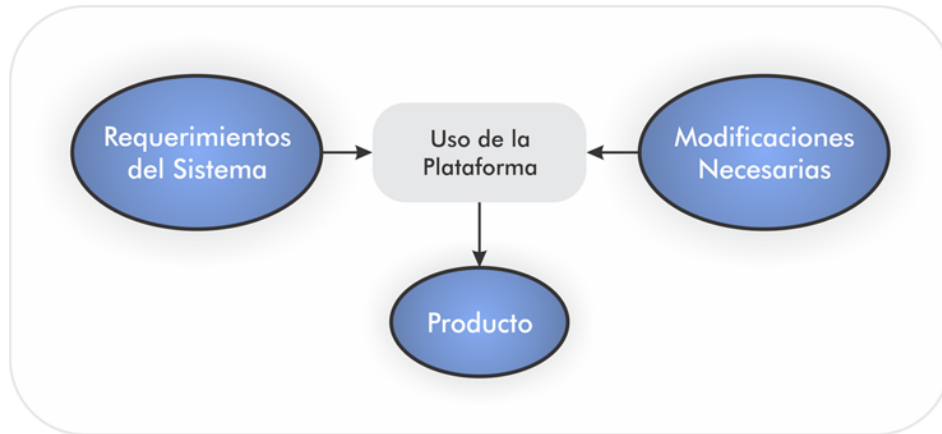 Requerimientos
del Sistema
Uso de la
Plataforma
Modificaciones
Necesarias
Producto